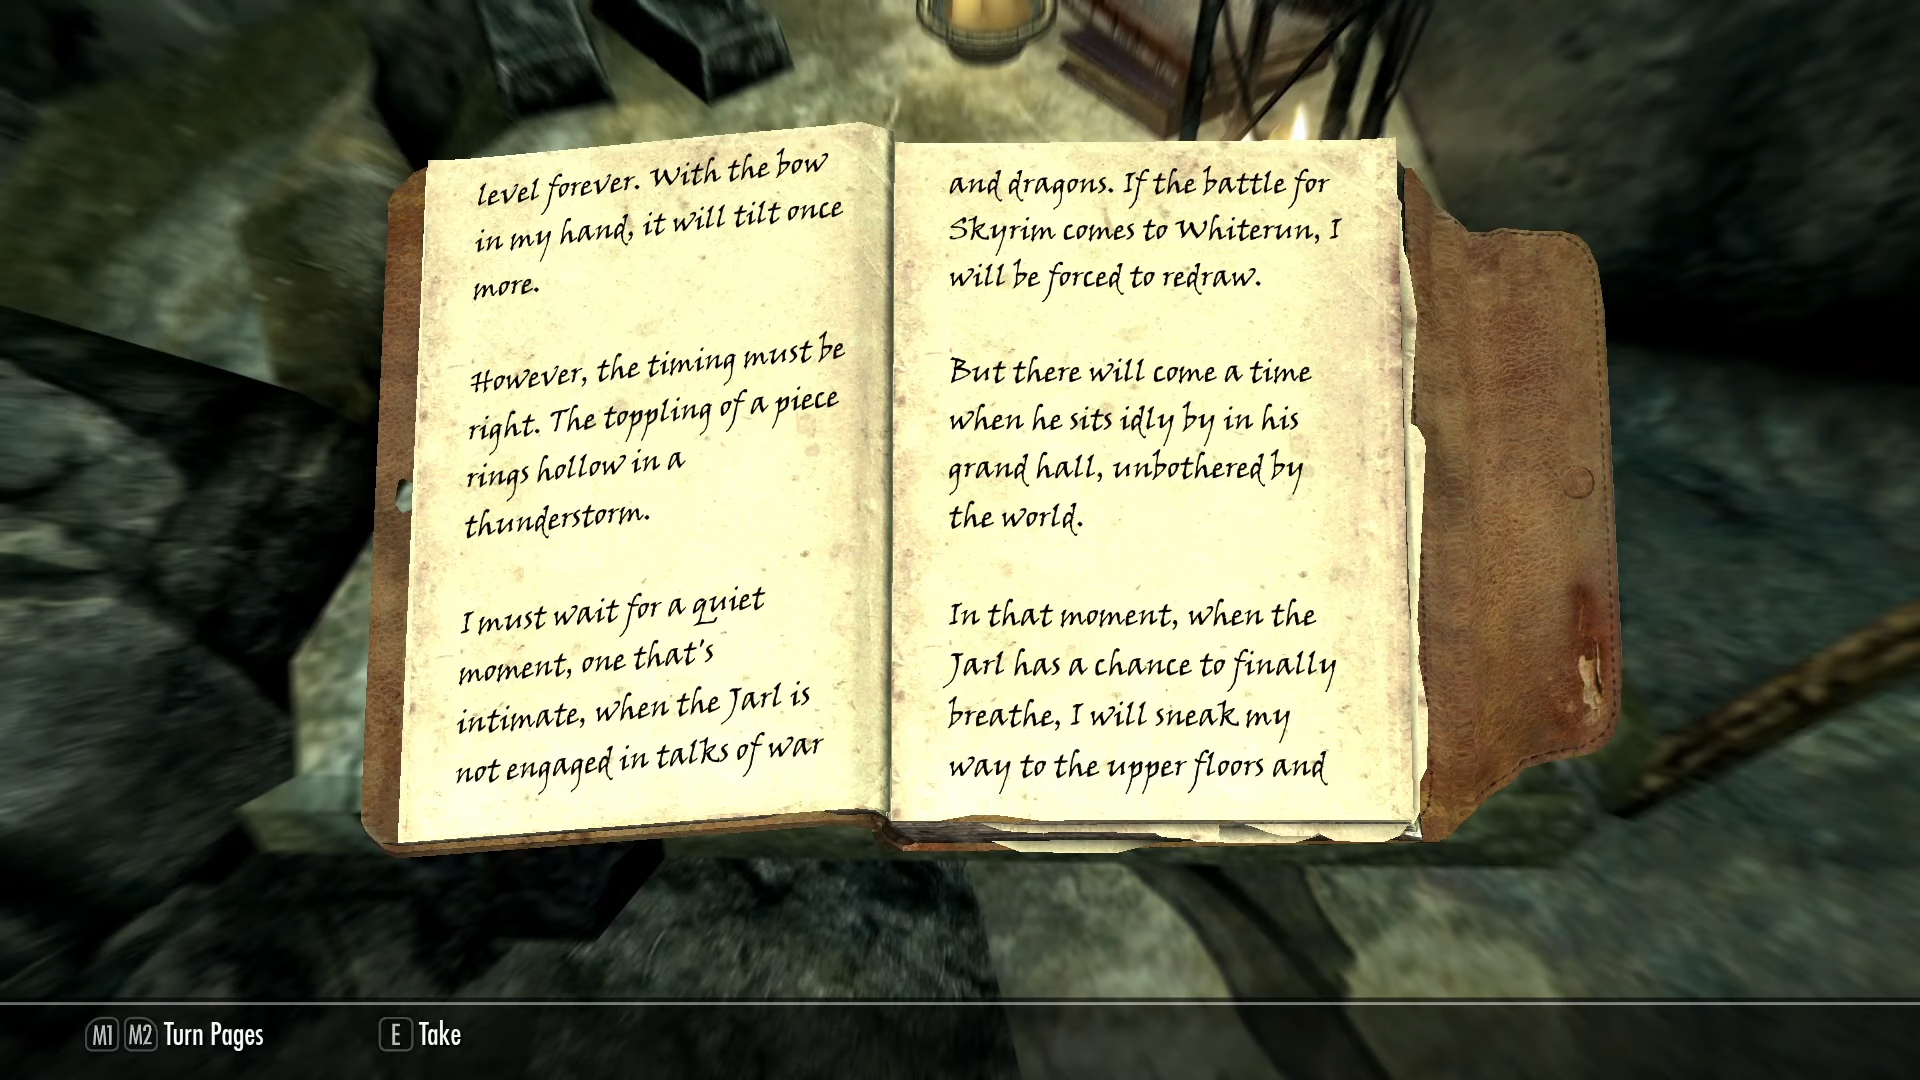 level forever. With the bow
in my hand, it will tilt once
more.
However, the timing must be
right. The toppling of a piece
rings hollow in a
thunderstorm.
I must wait for a quiet
moment, one that's
intimate, when the Jarl is
not engaged in talks of war
and dragons. If the battle for
Skyrim comes to Whiterun, I
will be forced to redraw.
But there will come a time
when he sits idly by in his
grand hall, unbothered by
the world.
In that moment, when the
Jarl has a chance to finally
breathe, I will sneak my
way to the upper floors and
M1 M2 Turn Pages
E Take